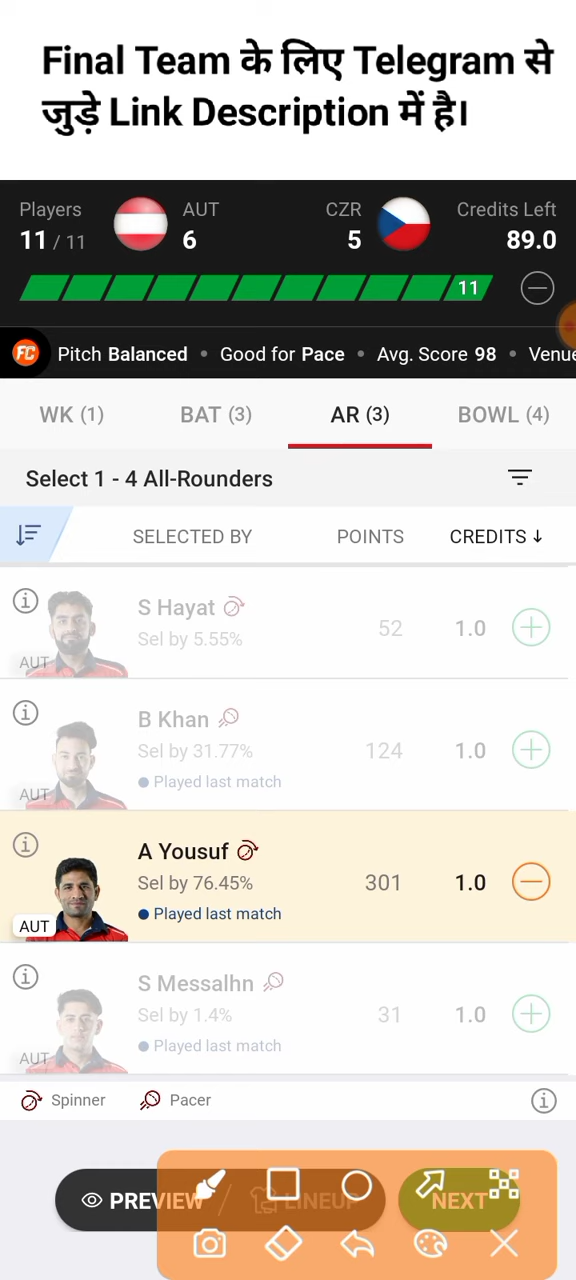 Final Team के लिए Telegram से
जुड़े Link Description में है।
Players AUT CZR Credits Left
11 / 11 6 5 89.0
11
FC Pitch Balanced • Good for Pace • Avg. Score 98 • Venue
WK (1) BAT (3) AR (3) BOWL (4)
Select 1 - 4 All-Rounders
SELECTED BY POINTS CREDITS ↓
S Hayat
Sel by 5.55% 52 1.0
AUT
B Khan
Sel by 31.77% 124 1.0
Played last match
AUT
A Yousuf
Sel by 76.45% 301 1.0
Played last match
AUT
S Messalhn
Sel by 1.4% 31 1.0
Played last match
AUT
Spinner Pacer
PREVIEW / LINEUP NEXT